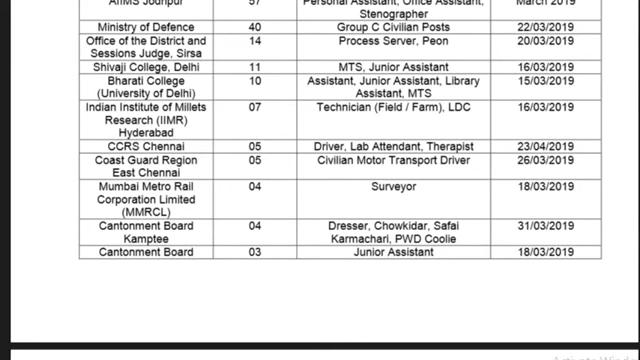 AIIMS Jodhpur 57 Personal Assistant, Office Assistant, March 2019
Stenographer
Ministry of Defence 40 Group C Civilian Posts 22/03/2019
Office of the District and 14 Process Server, Peon 20/03/2019
Sessions Judge, Sirsa
Shivaji College, Delhi 11 MTS, Junior Assistant 16/03/2019
Bharati College 10 Assistant, Junior Assistant, Library 15/03/2019
(University of Delhi) Assistant, MTS
Indian Institute of Millets 07 Technician (Field / Farm), LDC 16/03/2019
Research (IIMR)
Hyderabad
CCRS Chennai 05 Driver, Lab Attendant, Therapist 23/04/2019
Coast Guard Region 05 Civilian Motor Transport Driver 26/03/2019
East Chennai
Mumbai Metro Rail 04 Surveyor 18/03/2019
Corporation Limited
(MMRCL)
Cantonment Board 04 Dresser, Chowkidar, Safai 31/03/2019
Kamptee Karmachari, PWD Coolie
Cantonment Board 03 Junior Assistant 18/03/2019